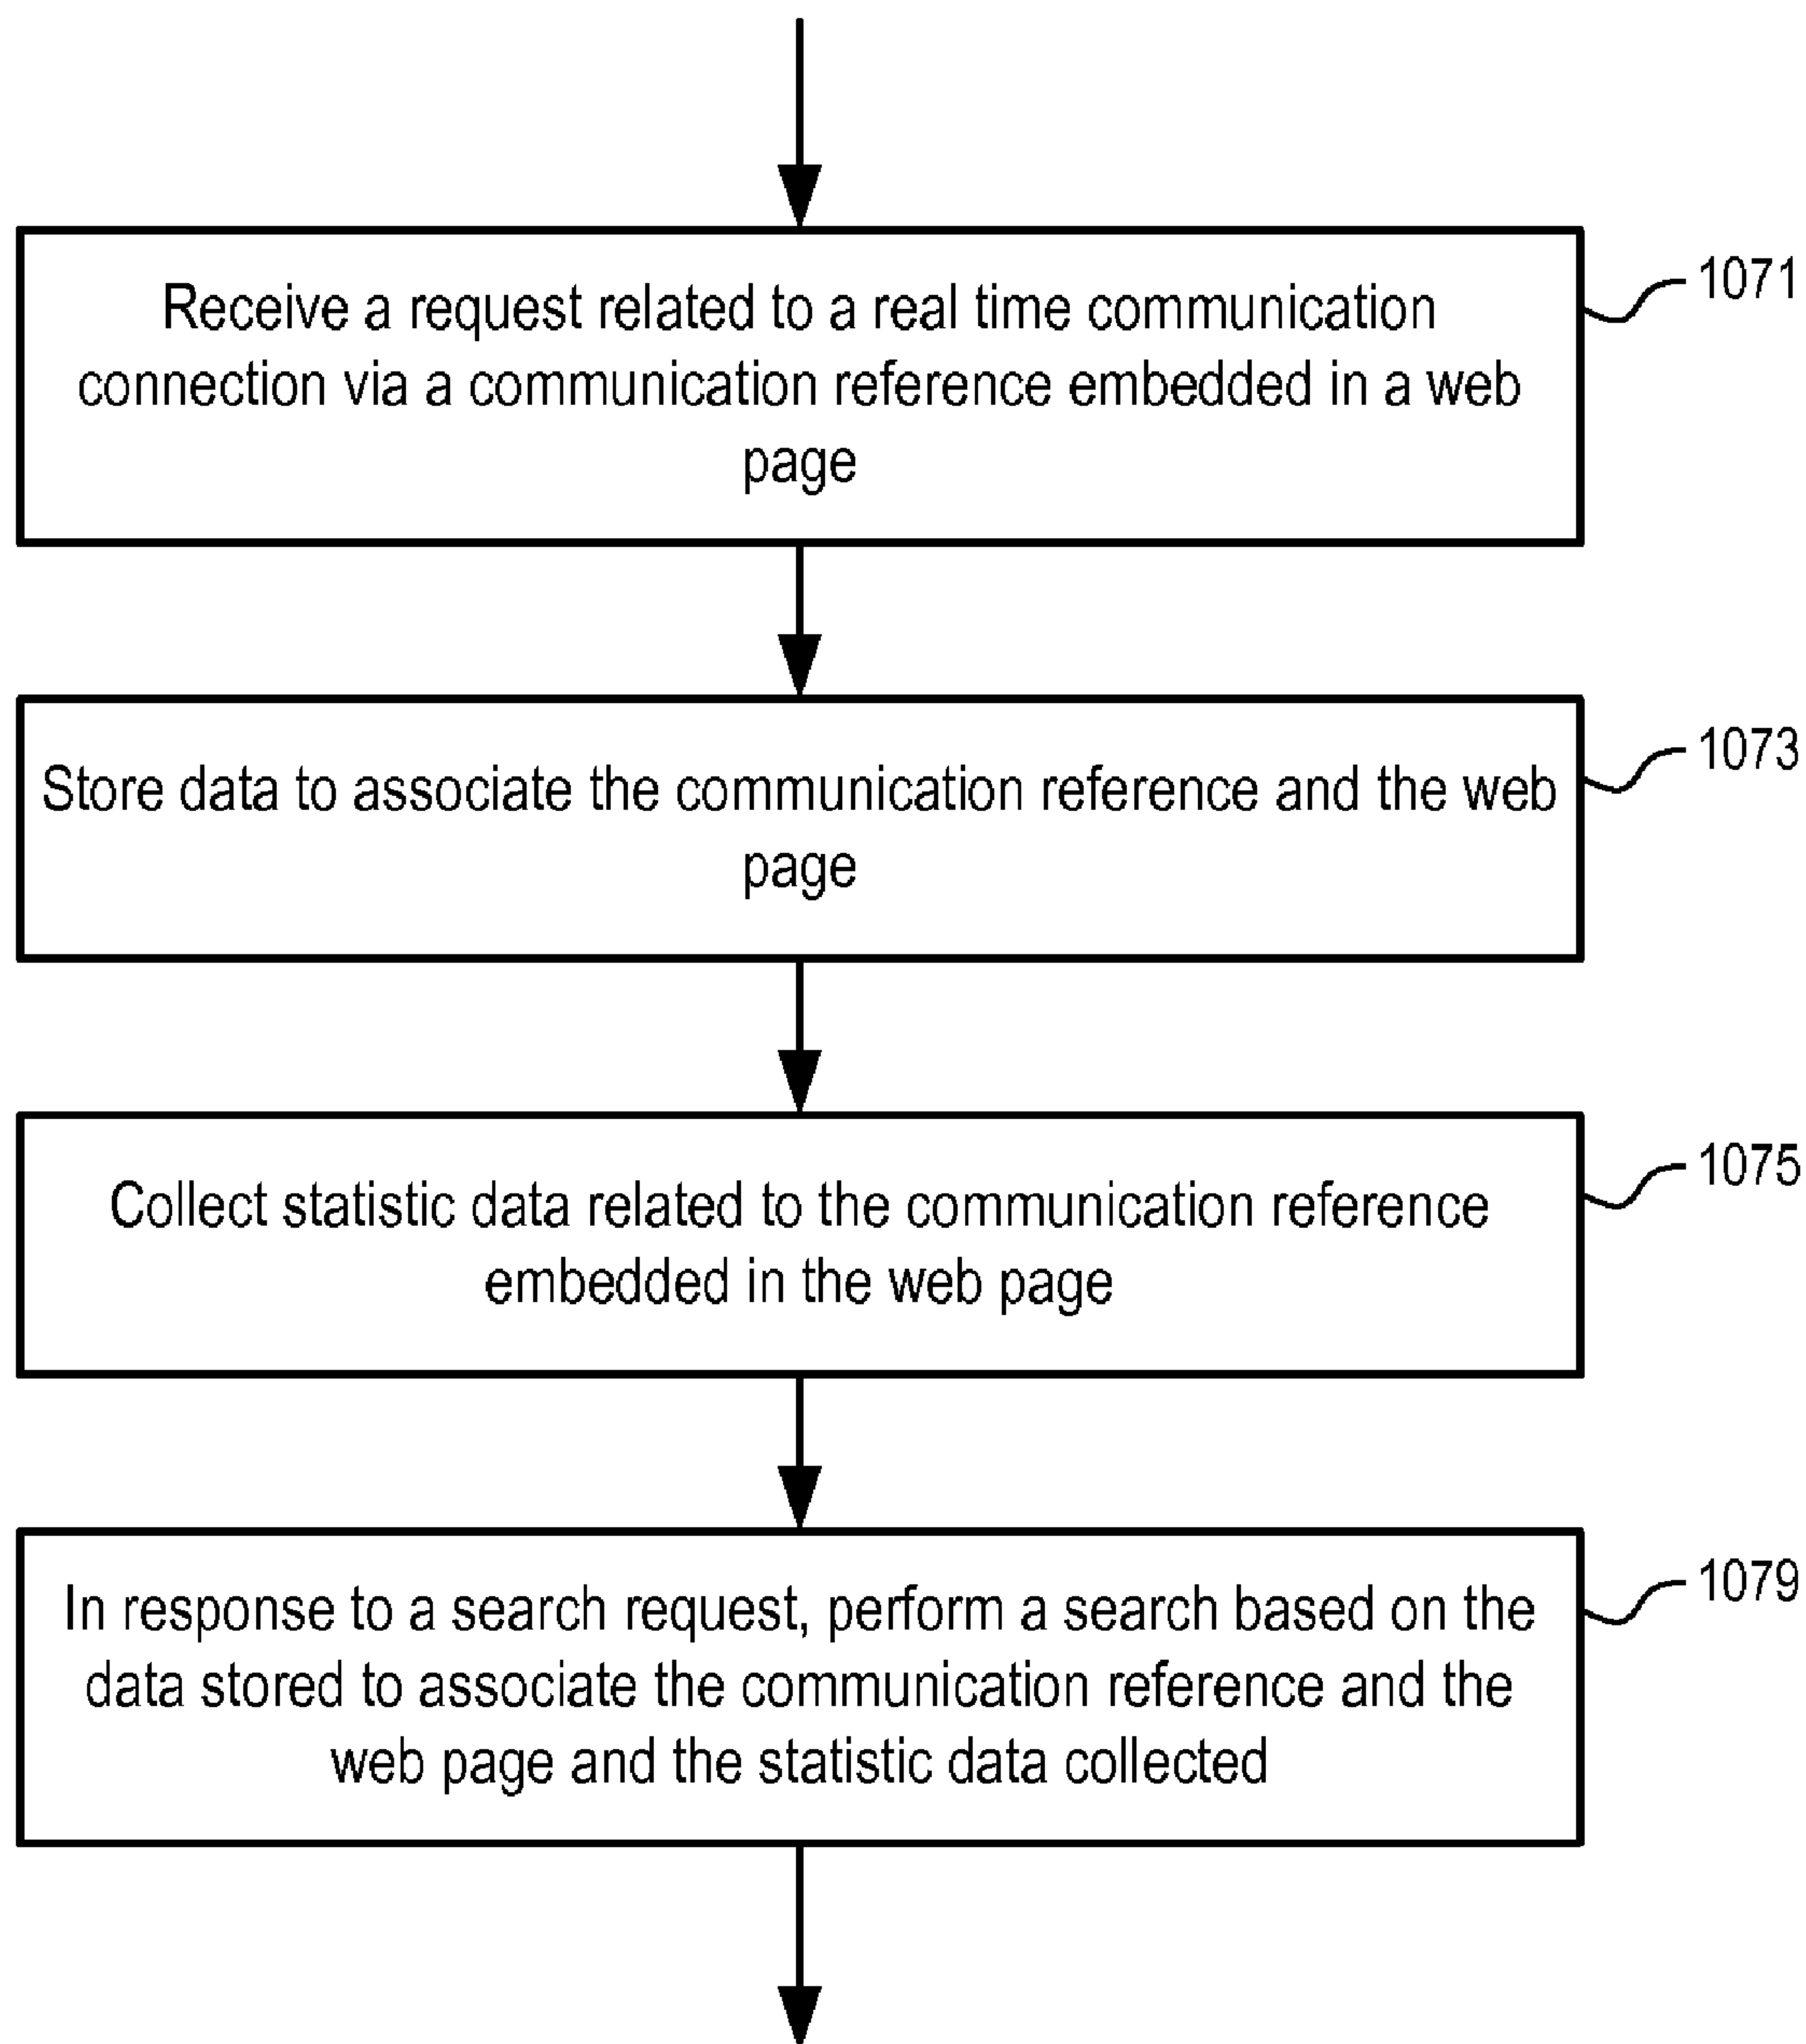 Receive a request related to a real time communication
connection via a communication reference embedded in a web
page
1071
Store data to associate the communication reference and the web
page
1073
Collect statistic data related to the communication reference
embedded in the web page
1075
In response to a search request, perform a search based on the
data stored to associate the communication reference and the
web page and the statistic data collected
1079